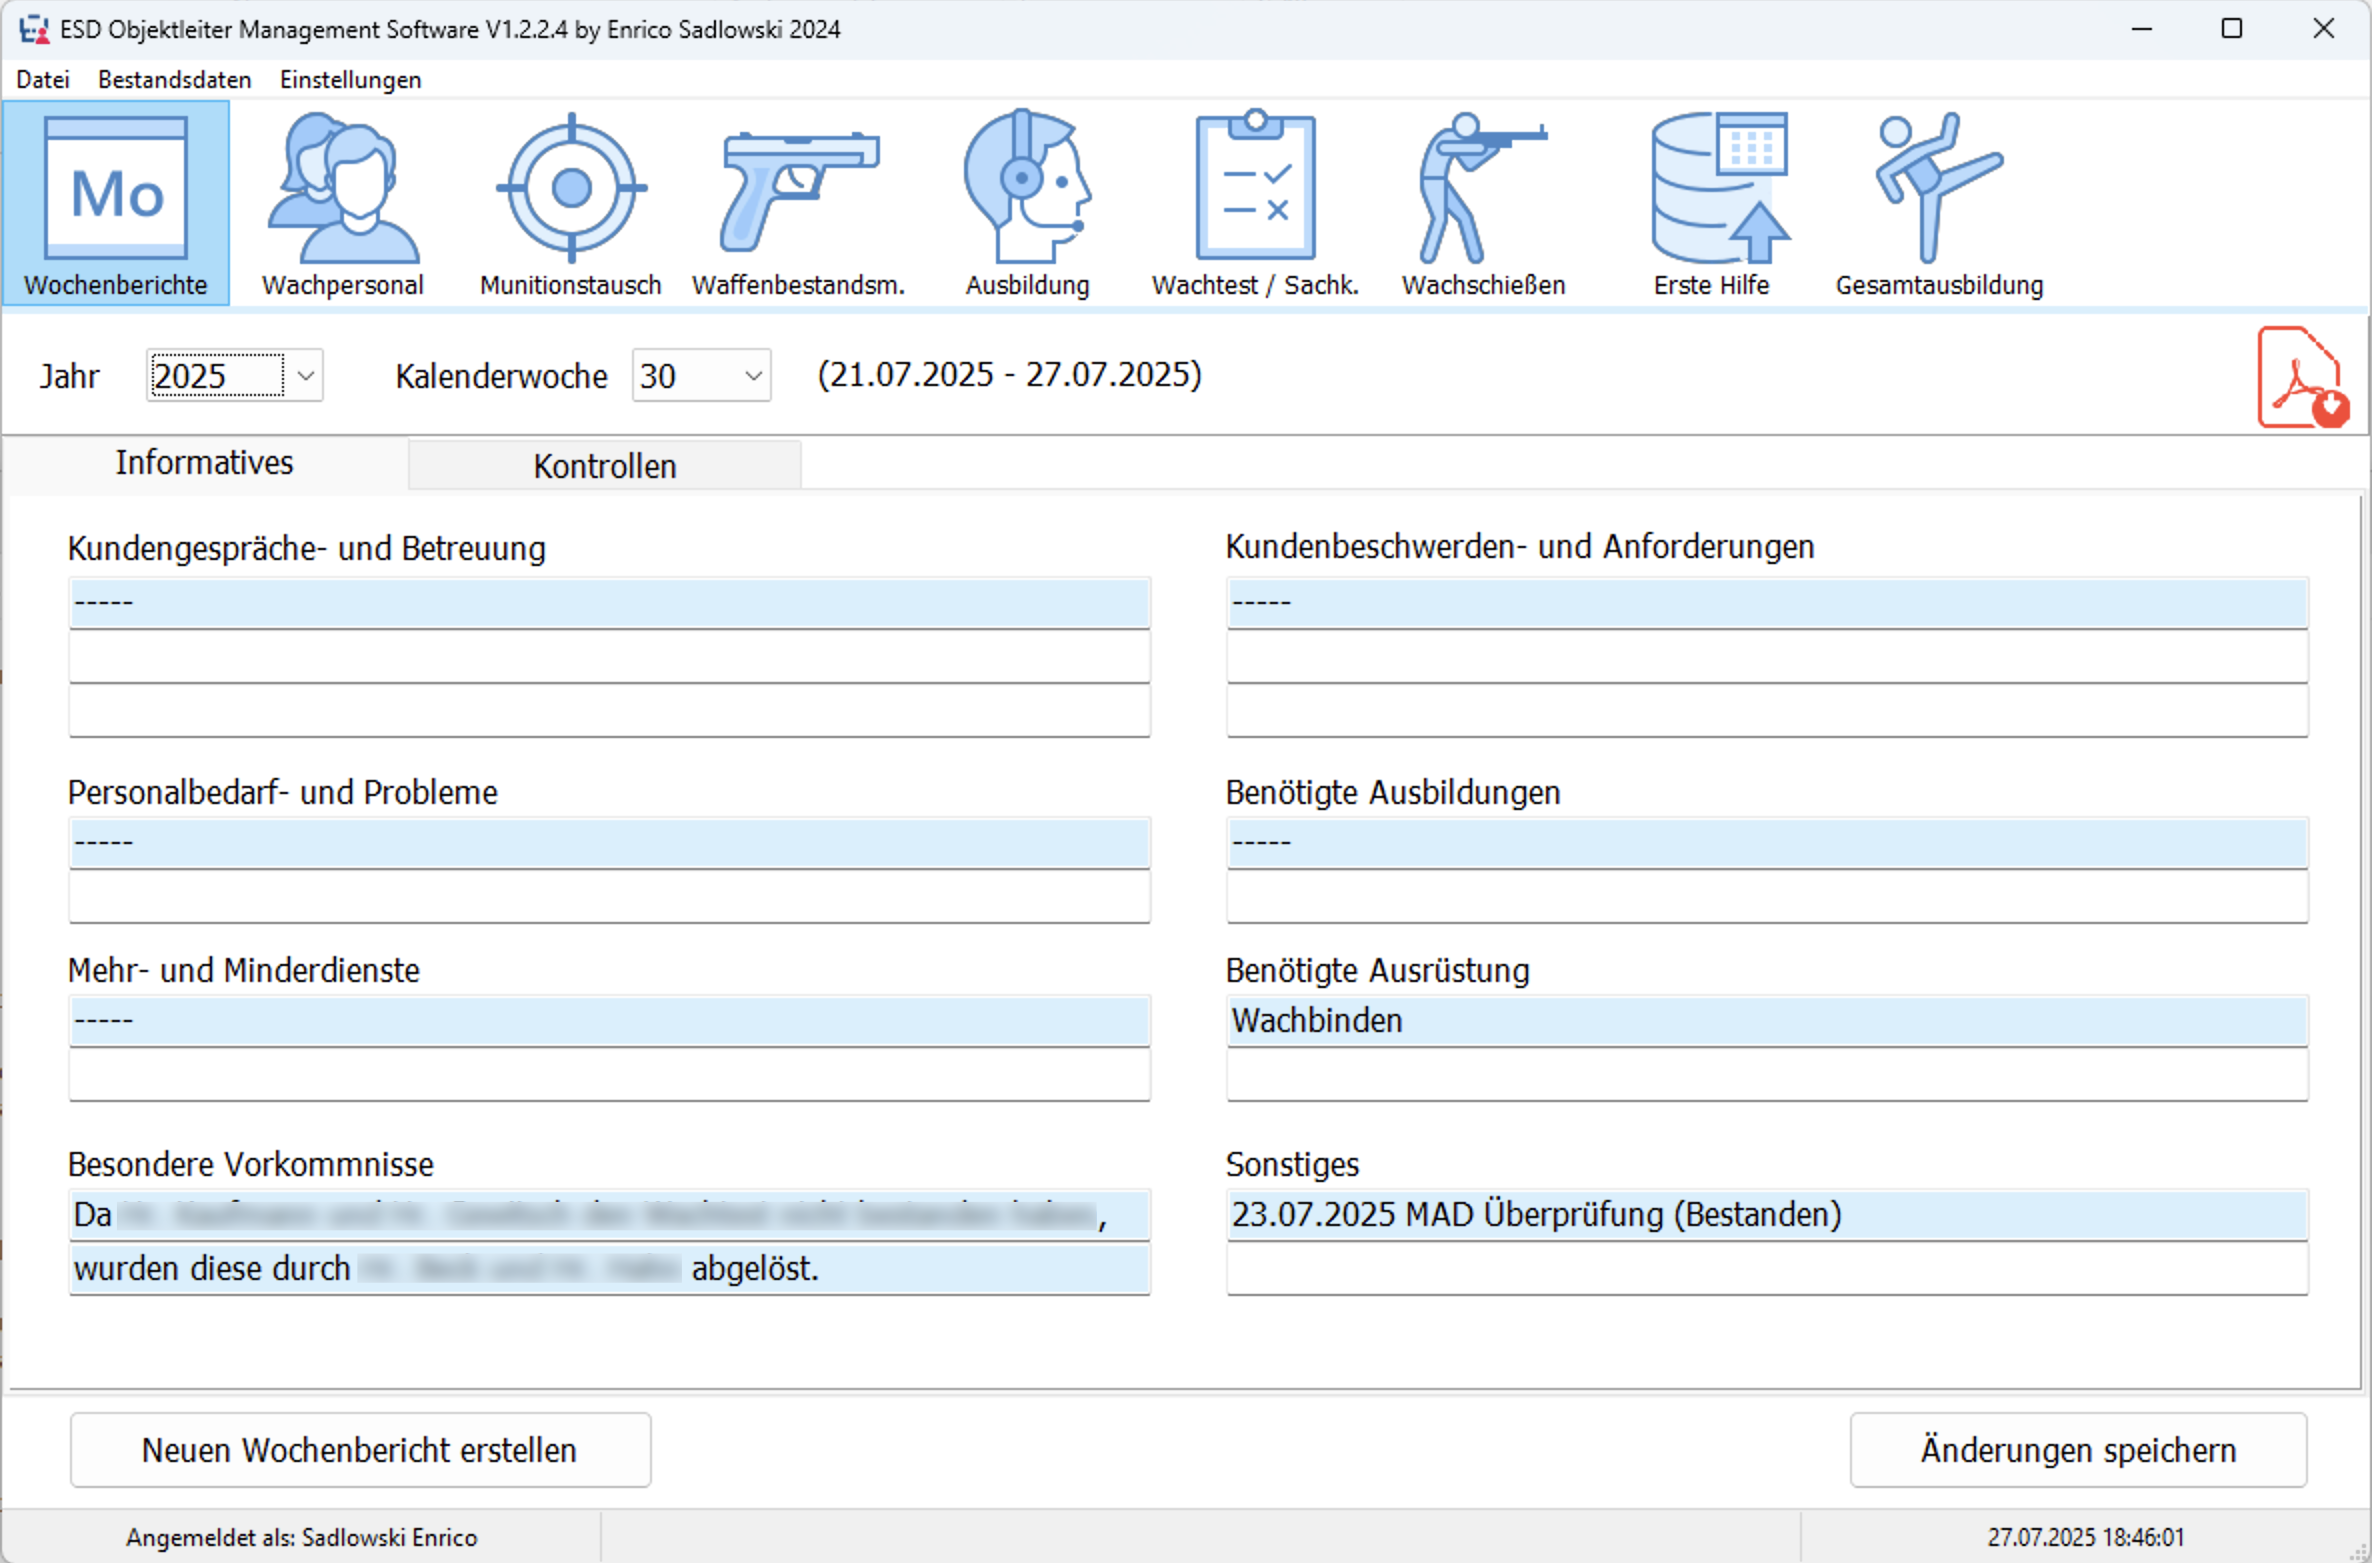 ESD Objektleiter Management Software V1.2.2.4 by Enrico Sadlowski 2024
Datei Bestandsdaten Einstellungen
Mo
Wochenberichte Wachpersonal Munitionstausch Waffenbestandsm. Ausbildung Wachtest / Sachk. Wachschießen Erste Hilfe Gesamtausbildung
Jahr 2025 Kalenderwoche 30 (21.07.2025 - 27.07.2025)
Informatives Kontrollen
Kundengespräche- und Betreuung
-----
Kundenbeschwerden- und Anforderungen
-----
Personalbedarf- und Probleme
-----
Benötigte Ausbildungen
-----
Mehr- und Minderdienste
-----
Benötigte Ausrüstung
Wachbinden
Besondere Vorkommnisse
Da ,
wurden diese durch abgelöst.
Sonstiges
23.07.2025 MAD Überprüfung (Bestanden)
Neuen Wochenbericht erstellen Änderungen speichern
Angemeldet als: Sadlowski Enrico 27.07.2025 18:46:01